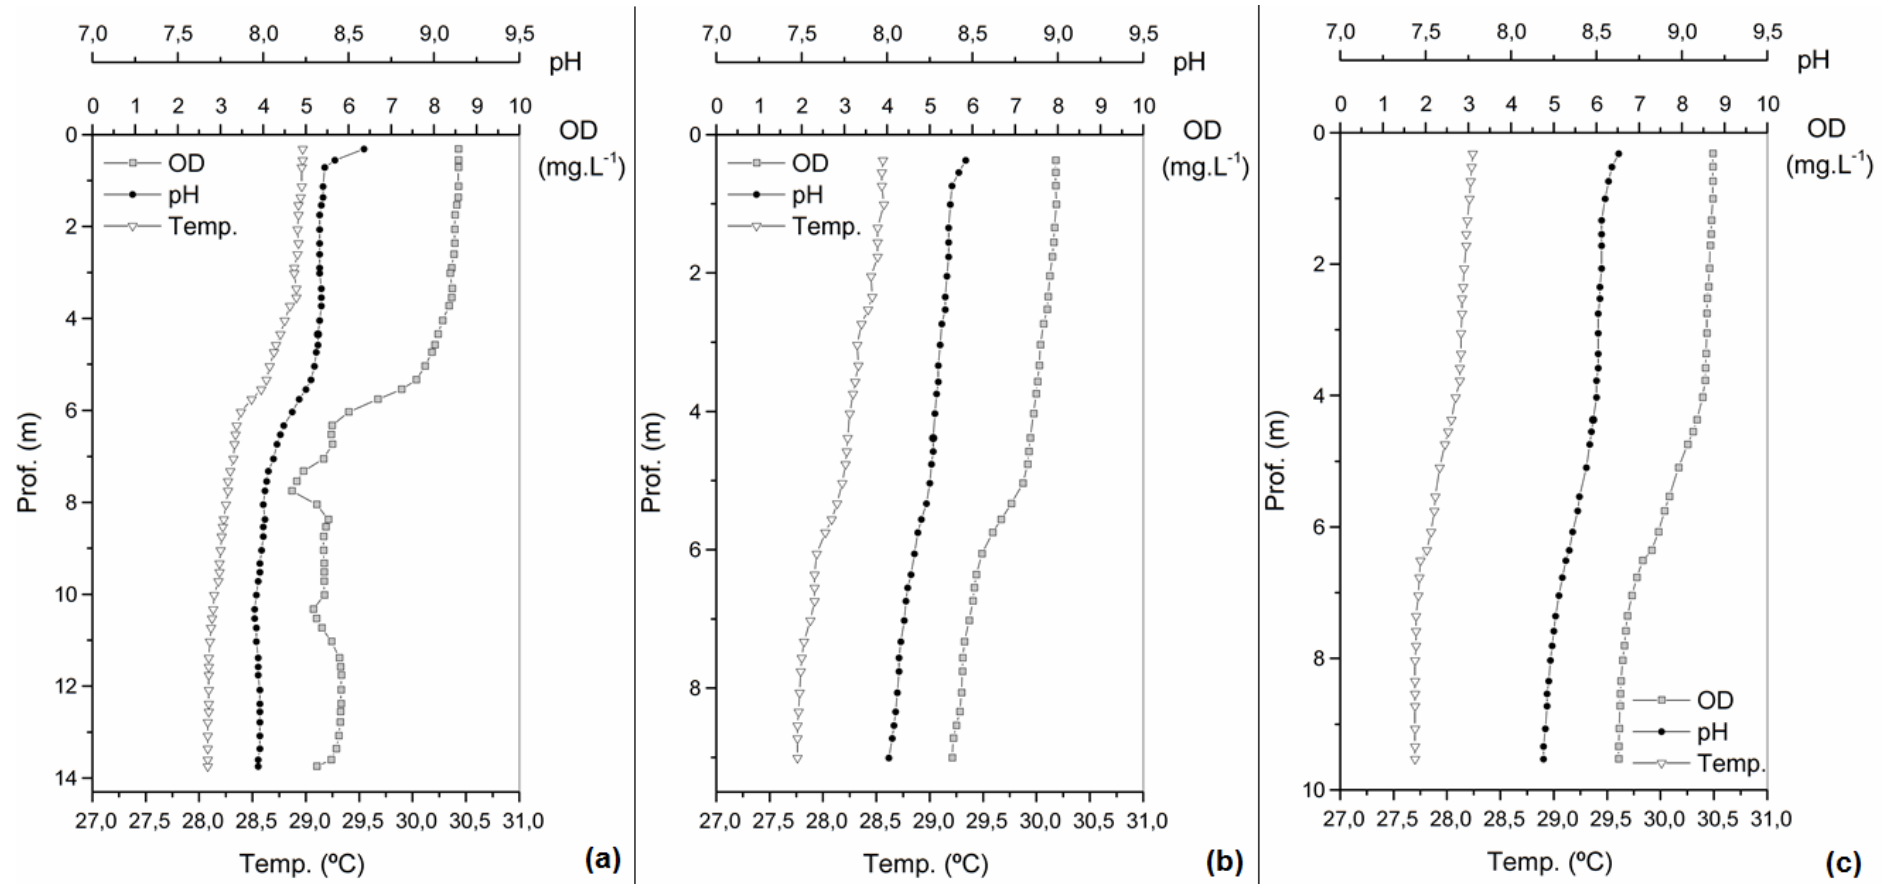 7,0 7,5 8,0 8,5 9,0 9,5
pH
0 1 2 3 4 5 6 7 8 9 10
OD
(mg.L⁻¹)
0
2
4
6
8
10
12
14
Prof. (m)
OD
pH
Temp.
27,0 27,5 28,0 28,5 29,0 29,5 30,0 30,5 31,0
Temp. (ºC)
(a)
7,0 7,5 8,0 8,5 9,0 9,5
pH
0 1 2 3 4 5 6 7 8 9 10
OD
(mg.L⁻¹)
0
2
4
6
8
Prof. (m)
OD
pH
Temp.
27,0 27,5 28,0 28,5 29,0 29,5 30,0 30,5 31,0
Temp. (ºC)
(b)
7,0 7,5 8,0 8,5 9,0 9,5
pH
0 1 2 3 4 5 6 7 8 9 10
OD
(mg.L⁻¹)
0
2
4
6
8
10
Prof. (m)
OD
pH
Temp.
27,0 27,5 28,0 28,5 29,0 29,5 30,0 30,5 31,0
Temp. (ºC)
(c)